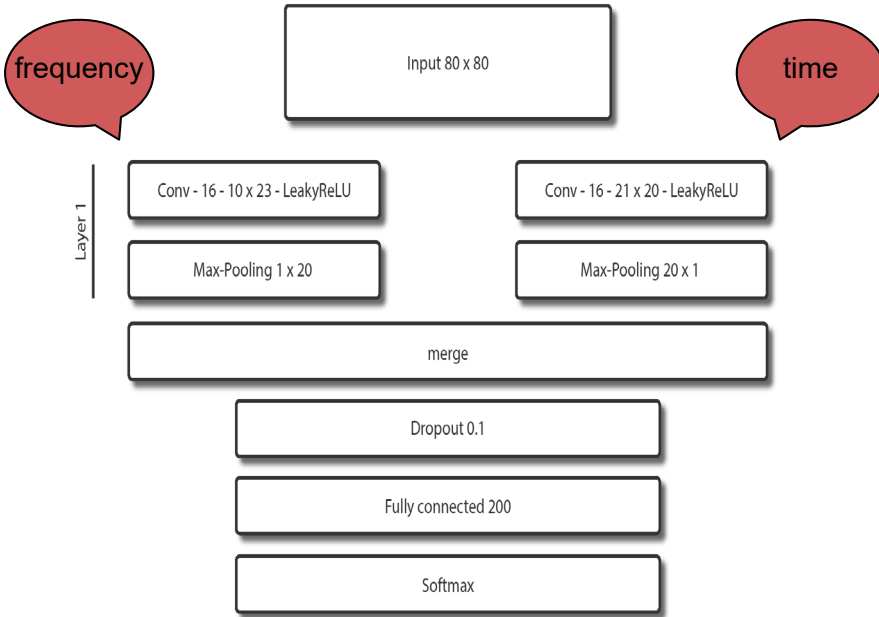 frequency
Input 80 x 80
time
Layer 1
Conv - 16 - 10 x 23 - LeakyReLU
Conv - 16 - 21 x 20 - LeakyReLU
Max-Pooling 1 x 20
Max-Pooling 20 x 1
merge
Dropout 0.1
Fully connected 200
Softmax